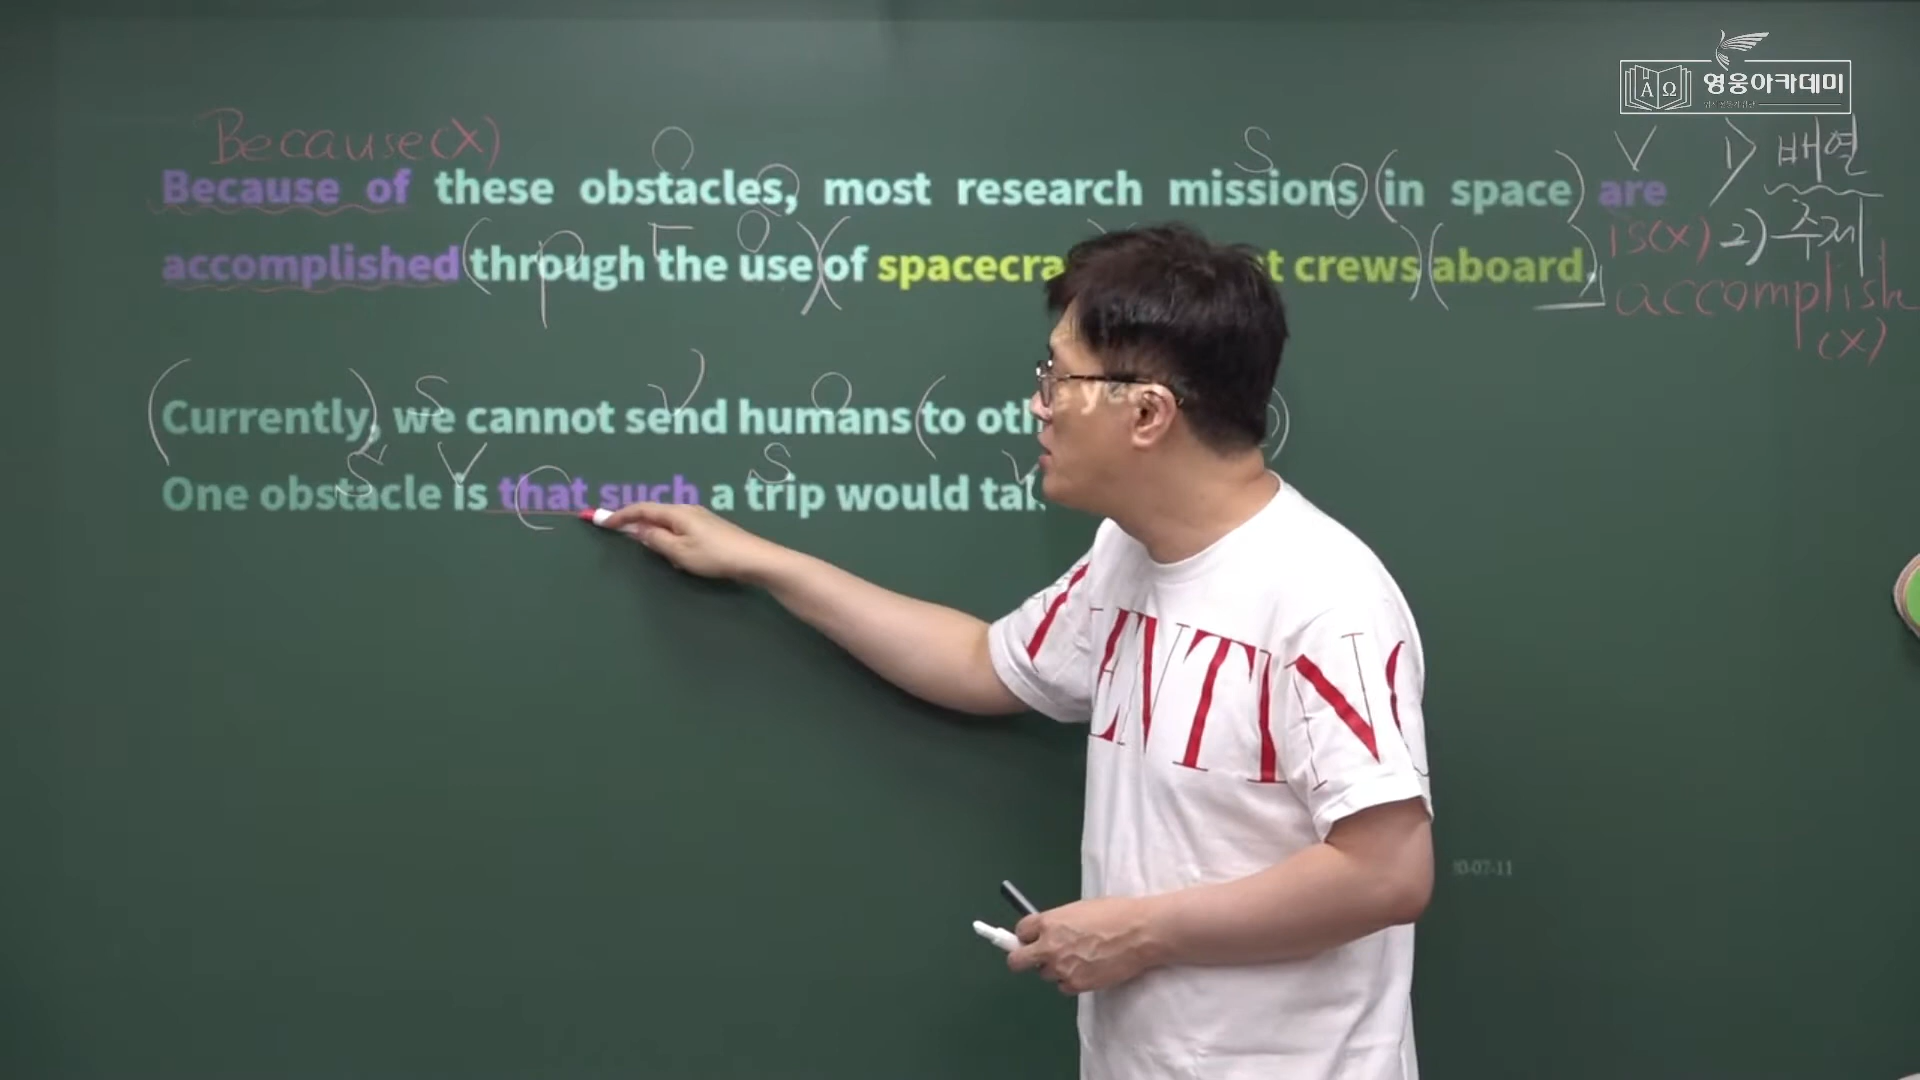 영웅아카데미
Because(X) O S V 1) 배열
Because of these obstacles, most research missions (in space) are
is(X) 2) 주제
accomplished (through the use)(of spacecra t crews)(aboard.
accomplish
(X)
S V O
(Currently), we cannot send humans (to oth
S V S V
One obstacle is that such a trip would tak
ENTINO